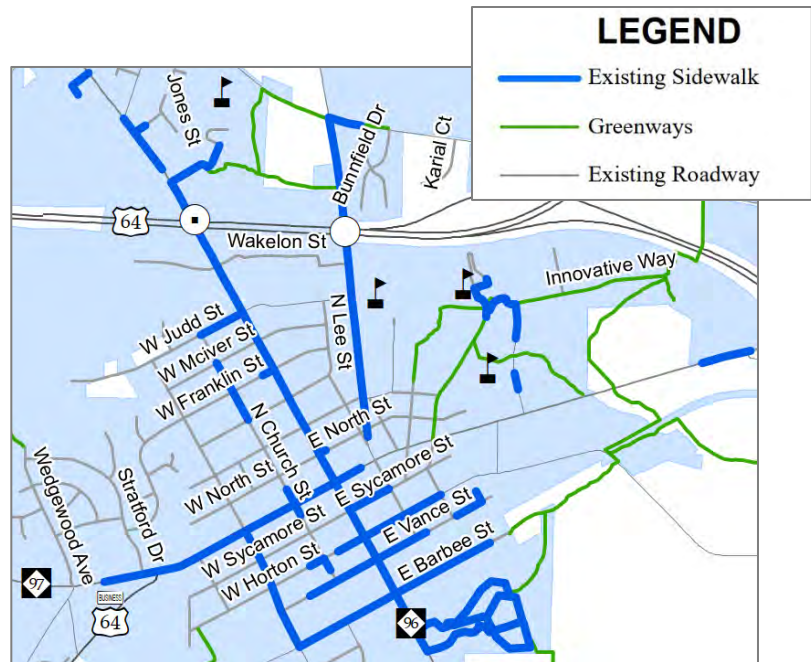 LEGEND
Existing Sidewalk
Greenways
Existing Roadway
Jones St
Bunnfield Dr
Karial Ct
64
Wakelon St
Innovative Way
N Lee St
W Judd St
W Mciver St
W Franklin St
N Church St
E North St
W North St
E Sycamore St
Wedgewood Ave
Stratford Dr
W Sycamore St
E Vance St
W Horton St
E Barbee St
97
BUSINESS
64
96